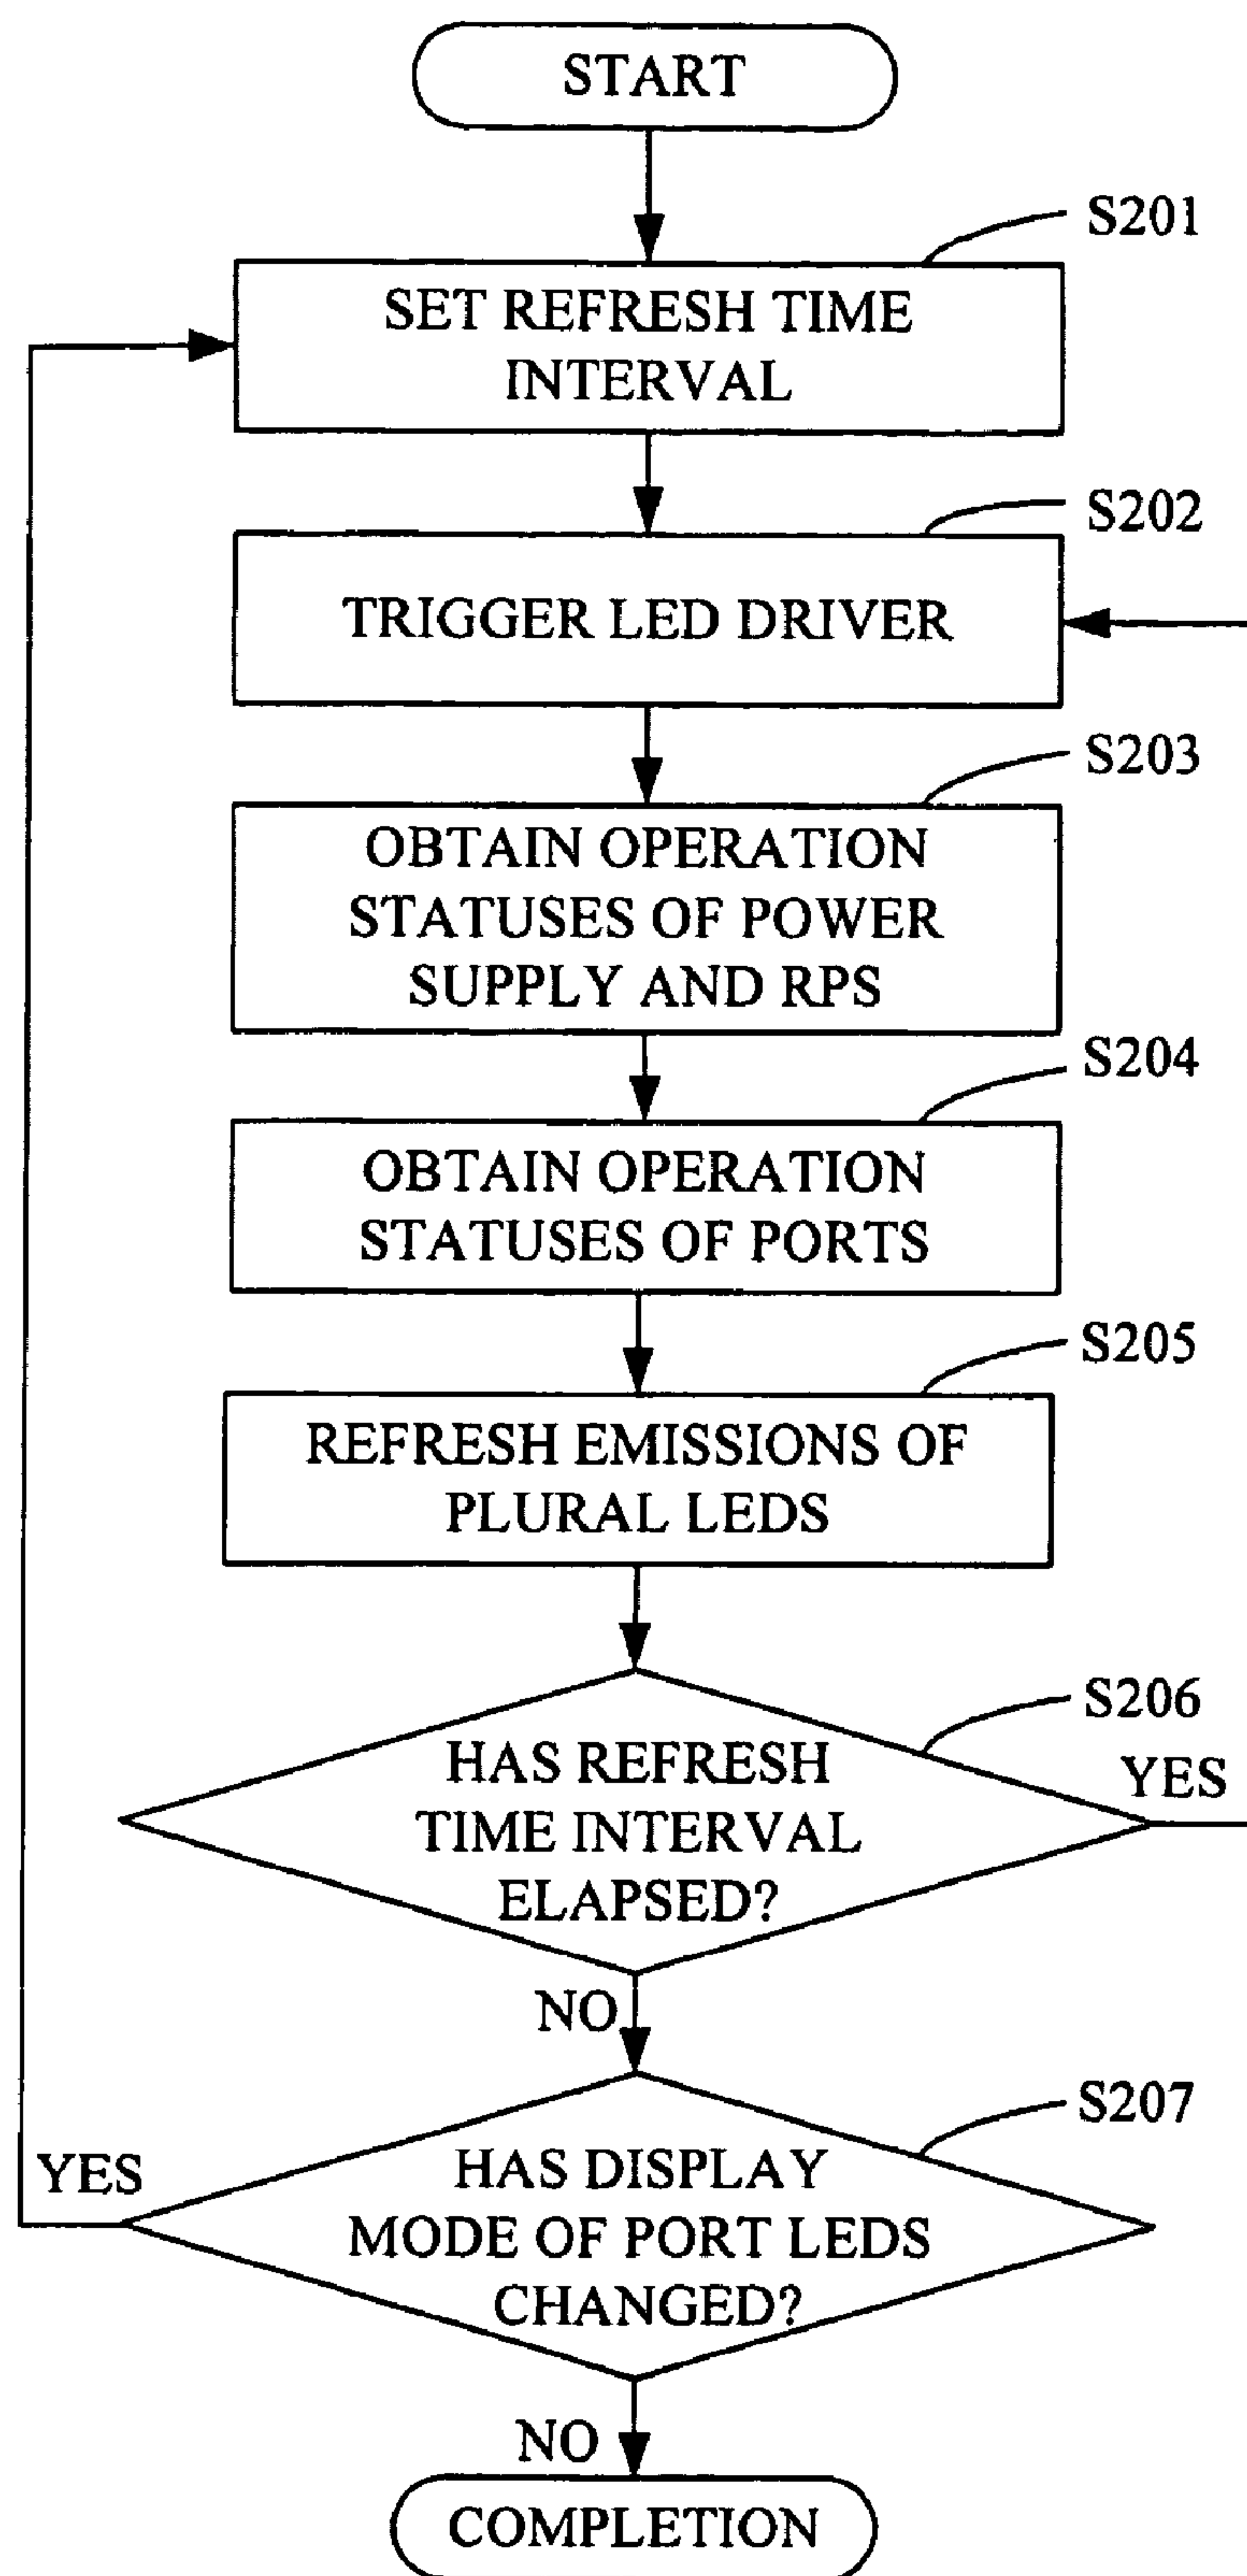 START
S201
SET REFRESH TIME
INTERVAL
S202
TRIGGER LED DRIVER
S203
OBTAIN OPERATION
STATUSES OF POWER
SUPPLY AND RPS
S204
OBTAIN OPERATION
STATUSES OF PORTS
S205
REFRESH EMISSIONS OF
PLURAL LEDS
S206
HAS REFRESH
TIME INTERVAL
ELAPSED?
YES
NO
S207
HAS DISPLAY
MODE OF PORT LEDS
CHANGED?
YES
NO
COMPLETION